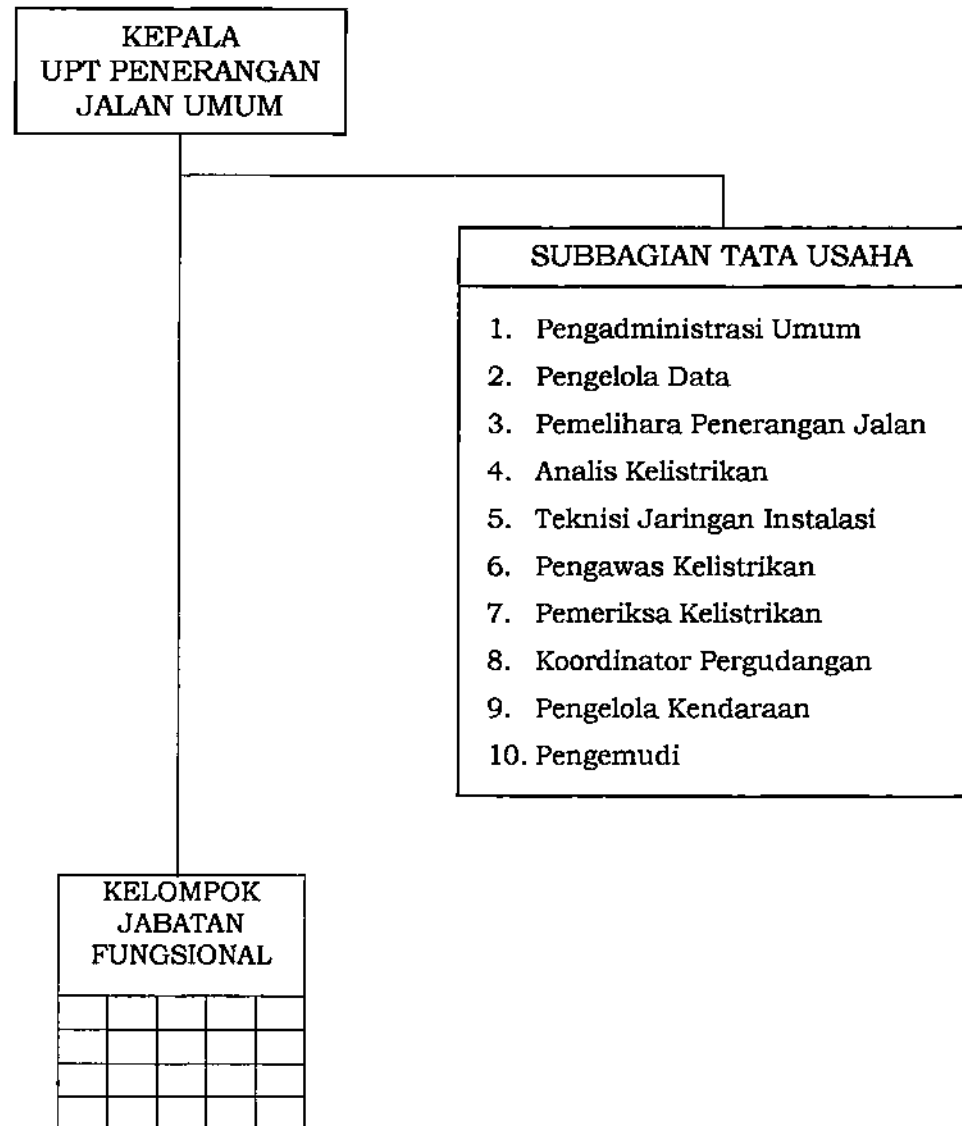 KEPALA
UPT PENERANGAN
JALAN UMUM
SUBBAGIAN TATA USAHA
1. Pengadministrasi Umum
2. Pengelola Data
3. Pemelihara Penerangan Jalan
4. Analis Kelistrikan
5. Teknisi Jaringan Instalasi
6. Pengawas Kelistrikan
7. Pemeriksa Kelistrikan
8. Koordinator Pergudangan
9. Pengelola Kendaraan
10. Pengemudi
KELOMPOK
JABATAN
FUNGSIONAL